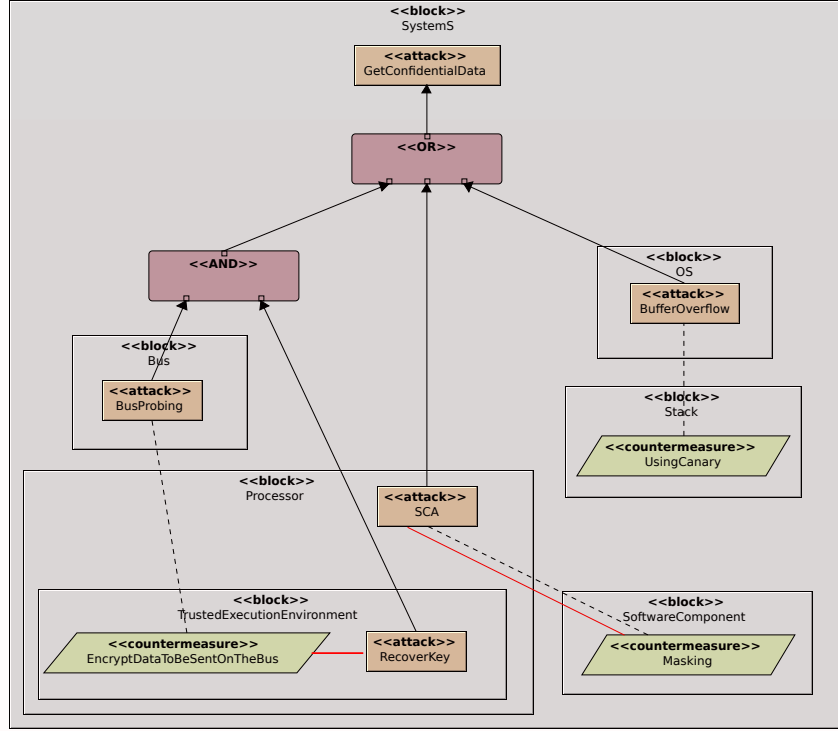 <<block>>
SystemS
<<attack>>
GetConfidentialData
<<OR>>
<<AND>>
<<block>>
OS
<<attack>>
BufferOverflow
<<block>>
Bus
<<attack>>
BusProbing
<<block>>
Stack
<<countermeasure>>
UsingCanary
<<block>>
Processor
<<attack>>
SCA
<<block>>
TrustedExecutionEnvironment
<<countermeasure>>
EncryptDataToBeSentOnTheBus
<<attack>>
RecoverKey
<<block>>
SoftwareComponent
<<countermeasure>>
Masking